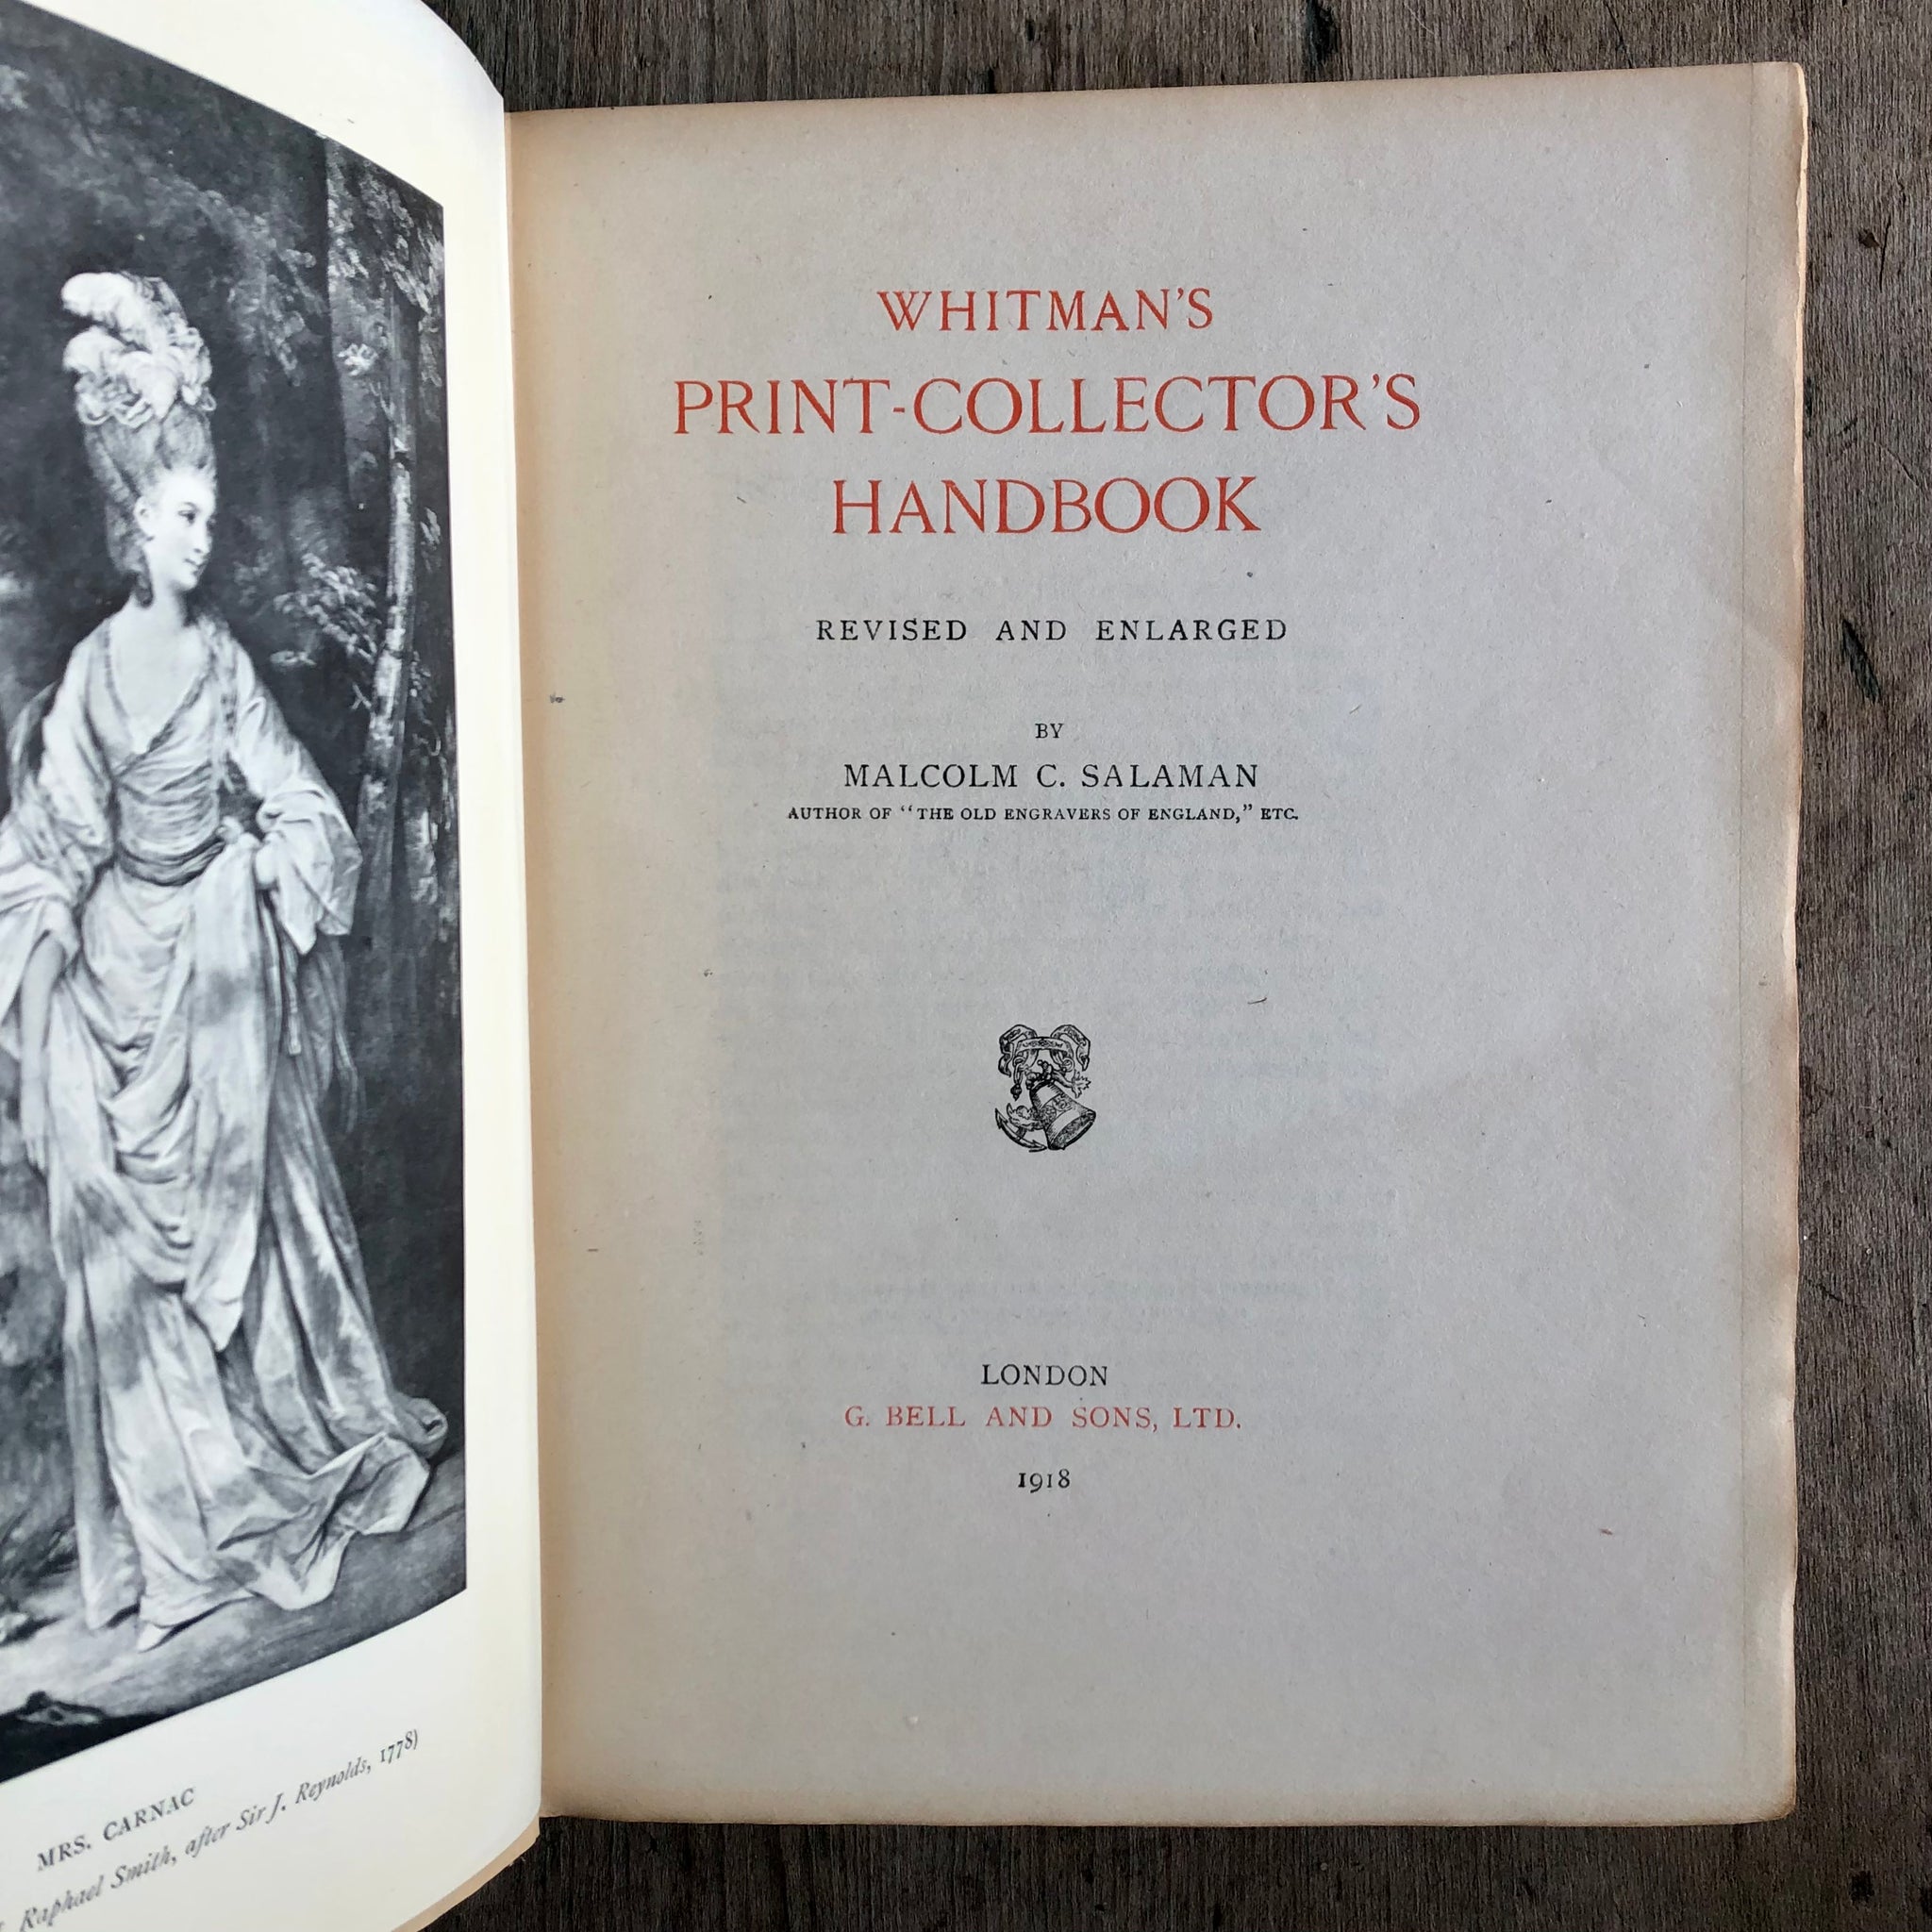 MRS. CARNAC
Raphael Smith, after Sir J. Reynolds, 1778)
WHITMAN'S
PRINT-COLLECTOR'S
HANDBOOK
REVISED AND ENLARGED
BY
MALCOLM C. SALAMAN
AUTHOR OF "THE OLD ENGRAVERS OF ENGLAND," ETC.
LONDON
G. BELL AND SONS, LTD.
1918